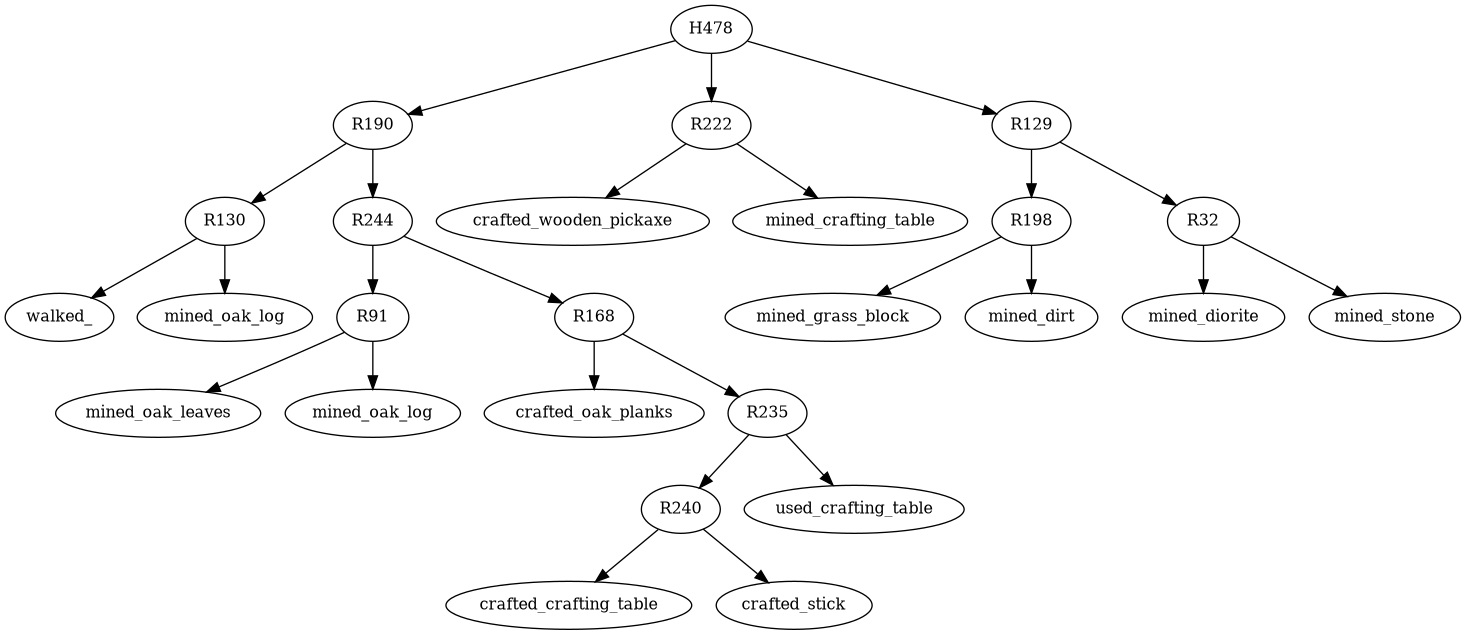 H478
R190
R222
R129
R130
R244
crafted_wooden_pickaxe
mined_crafting_table
R198
R32
walked_
mined_oak_log
R91
R168
mined_grass_block
mined_dirt
mined_diorite
mined_stone
mined_oak_leaves
mined_oak_log
crafted_oak_planks
R235
R240
used_crafting_table
crafted_crafting_table
crafted_stick